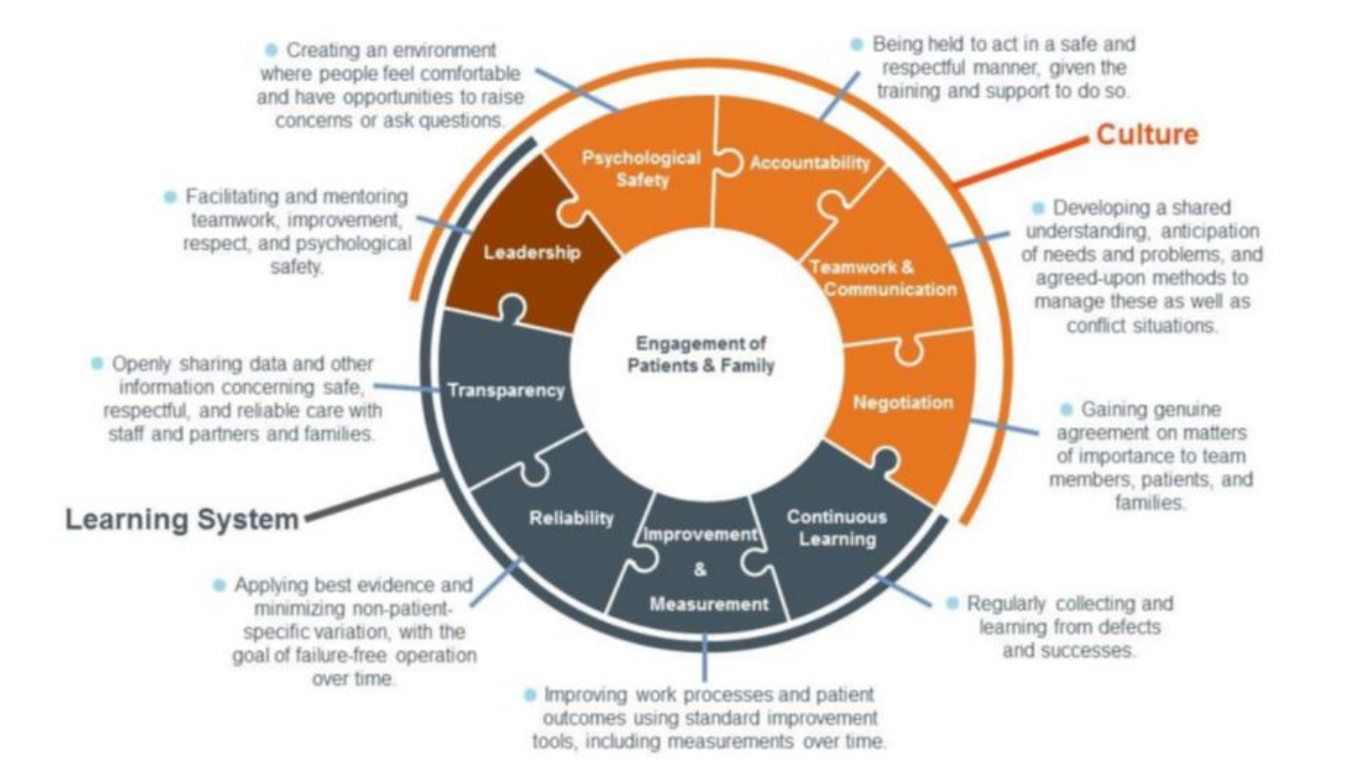 Creating an environment
where people feel comfortable
and have opportunities to raise
concerns or ask questions.
Being held to act in a safe and
respectful manner, given the
training and support to do so.
Culture
Psychological
Safety
Accountability
Facilitating and mentoring
teamwork, improvement,
respect, and psychological
safety.
Leadership
Teamwork &
Communication
Developing a shared
understanding, anticipation
of needs and problems, and
agreed-upon methods to
manage these as well as
conflict situations.
Engagement of
Patients & Family
Openly sharing data and other
information concerning safe,
respectful, and reliable care with
staff and partners and families.
Transparency
Negotiation
Gaining genuine
agreement on matters
of importance to team
members, patients, and
families.
Learning System
Reliability
Improvement
&
Measurement
Continuous
Learning
Applying best evidence and
minimizing non-patient-
specific variation, with the
goal of failure-free operation
over time.
Regularly collecting and
learning from defects
and successes.
Improving work processes and patient
outcomes using standard improvement
tools, including measurements over time.